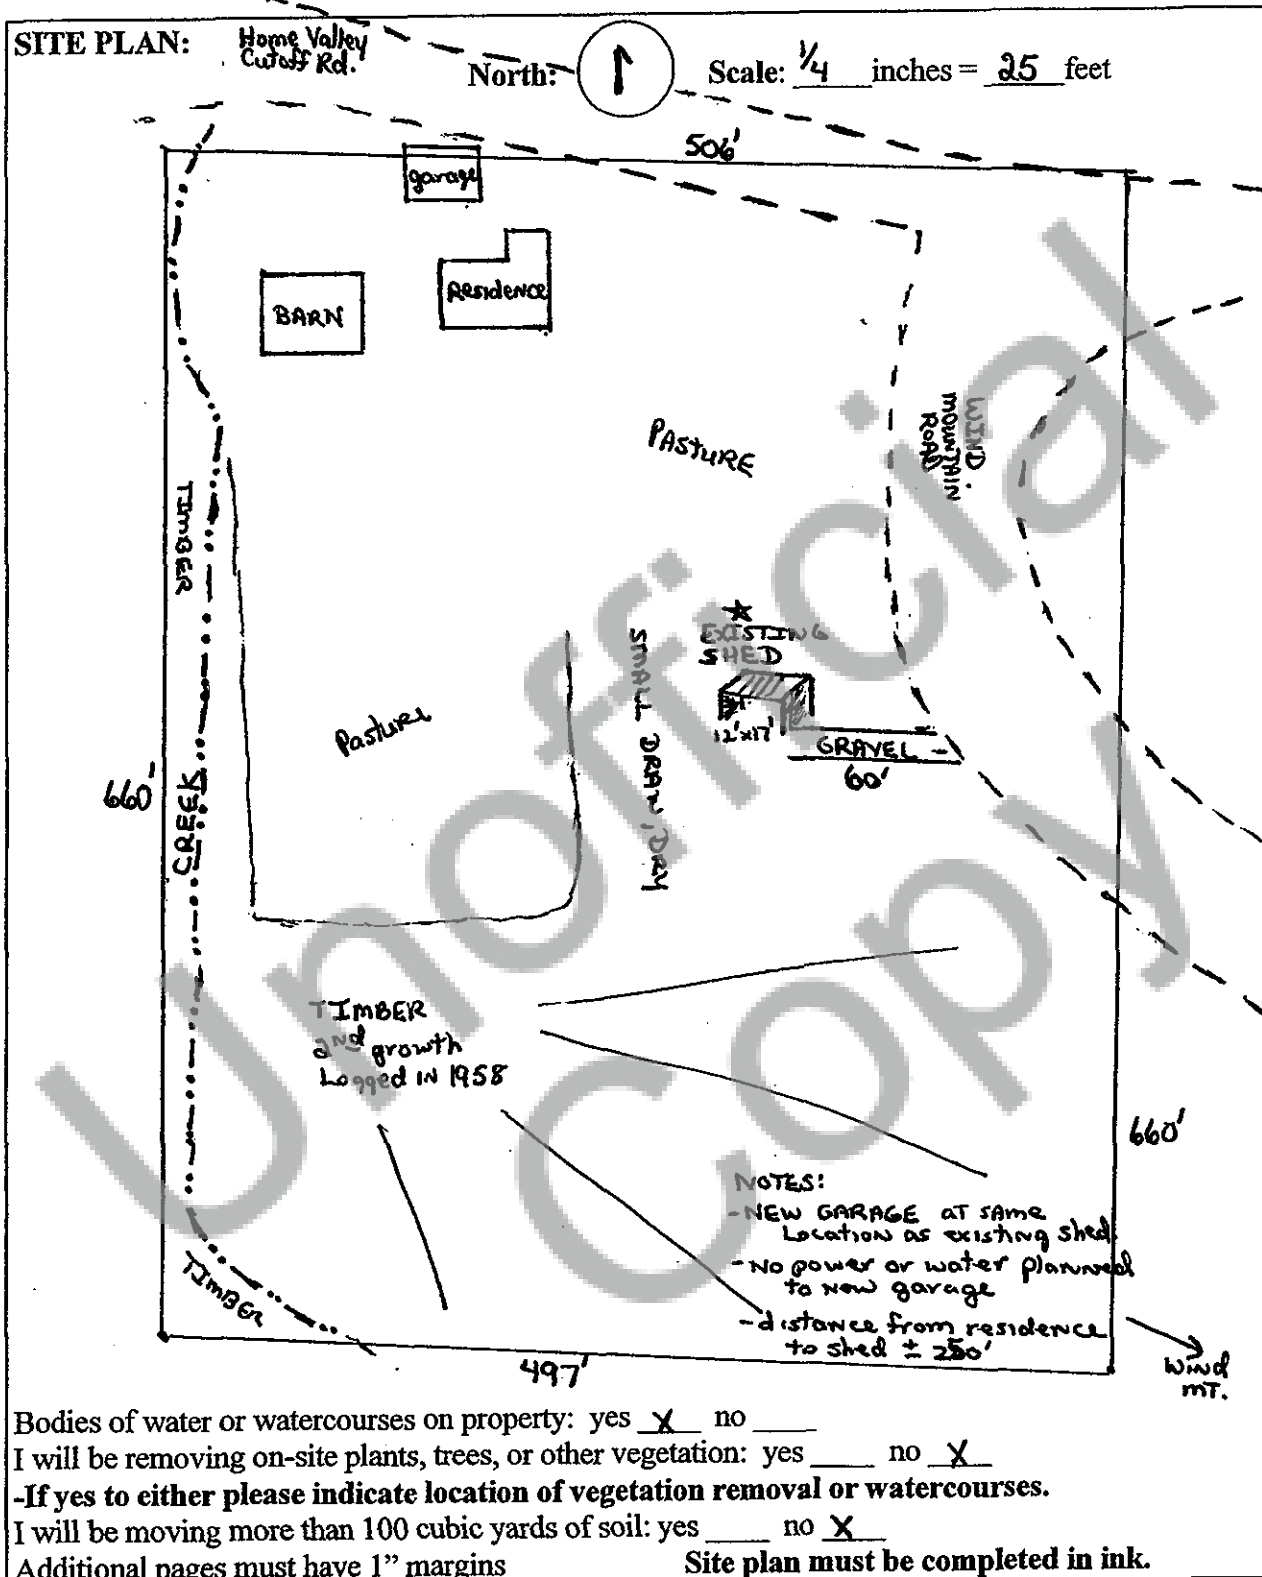 SITE PLAN:
Home Valley
Cutoff Rd.
North:
Scale: 1/4 inches = 25 feet
506'
garage
Residence
BARN
PASTURE
WIND
MOUNTAIN
ROAD
TIMBER
EXISTING
SHED
12'x17'
GRAVEL
60'
SMALL DRAW, DRY
Pasture
660'
CREEK
TIMBER
2nd growth
Logged IN 1958
660'
NOTES:
-NEW GARAGE AT SAME
Location as existing shed.
-No power or water planned
to new garage
-distance from residence
to shed ± 250'
TIMBER
497'
Wind
MT.
Unofficial
Copy
Bodies of water or watercourses on property: yes X no
I will be removing on-site plants, trees, or other vegetation: yes no X
-If yes to either please indicate location of vegetation removal or watercourses.
I will be moving more than 100 cubic yards of soil: yes no X
Additional pages must have 1" margins
Site plan must be completed in ink.